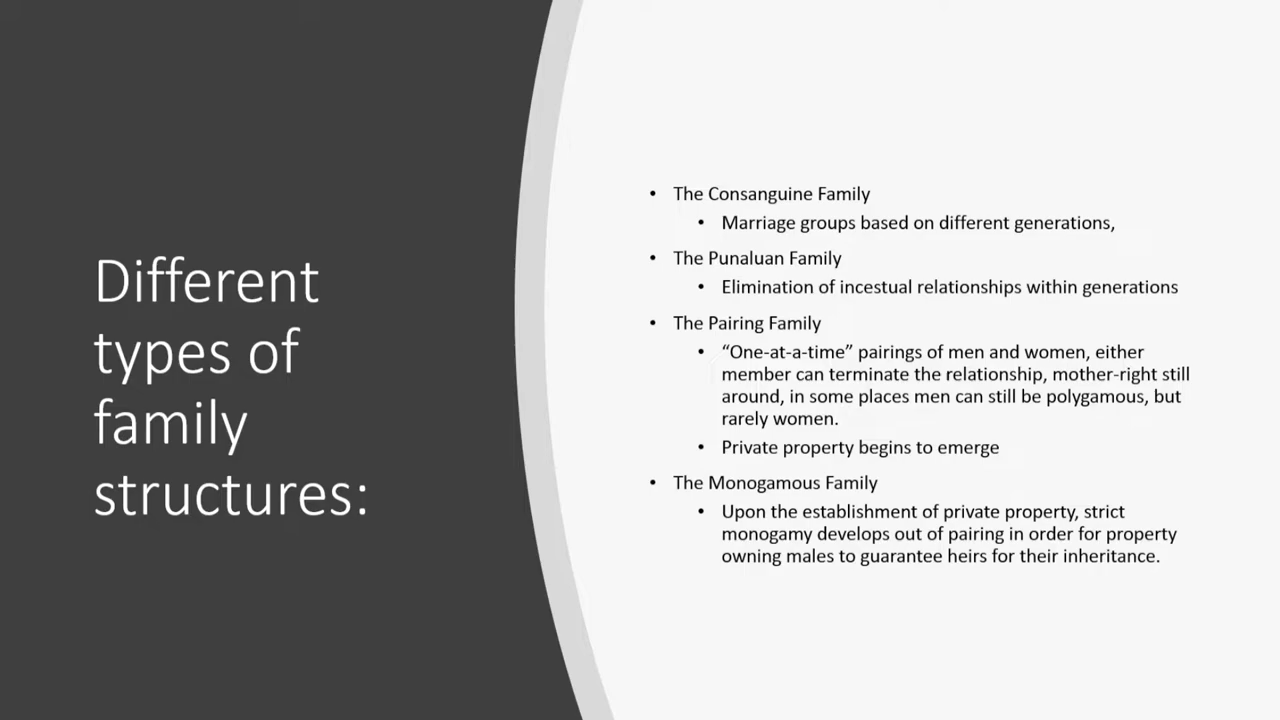 Different
types of
family
structures:
• The Consanguine Family
• Marriage groups based on different generations,
• The Punaluan Family
• Elimination of incestual relationships within generations
• The Pairing Family
• “One-at-a-time” pairings of men and women, either
member can terminate the relationship, mother-right still
around, in some places men can still be polygamous, but
rarely women.
• Private property begins to emerge
• The Monogamous Family
• Upon the establishment of private property, strict
monogamy develops out of pairing in order for property
owning males to guarantee heirs for their inheritance.